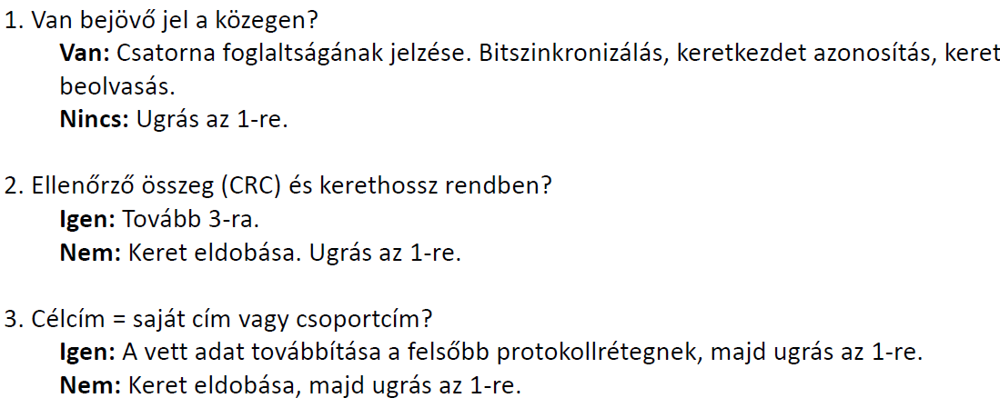 1. Van bejövő jel a közegen?
Van: Csatorna foglaltságának jelzése. Bitszinkronizálás, keretkezdet azonosítás, keret
beolvasás.
Nincs: Ugrás az 1-re.
2. Ellenőrző összeg (CRC) és kerethossz rendben?
Igen: Tovább 3-ra.
Nem: Keret eldobása. Ugrás az 1-re.
3. Célcím = saját cím vagy csoportcím?
Igen: A vett adat továbbítása a felsőbb protokollrétegnek, majd ugrás az 1-re.
Nem: Keret eldobása, majd ugrás az 1-re.